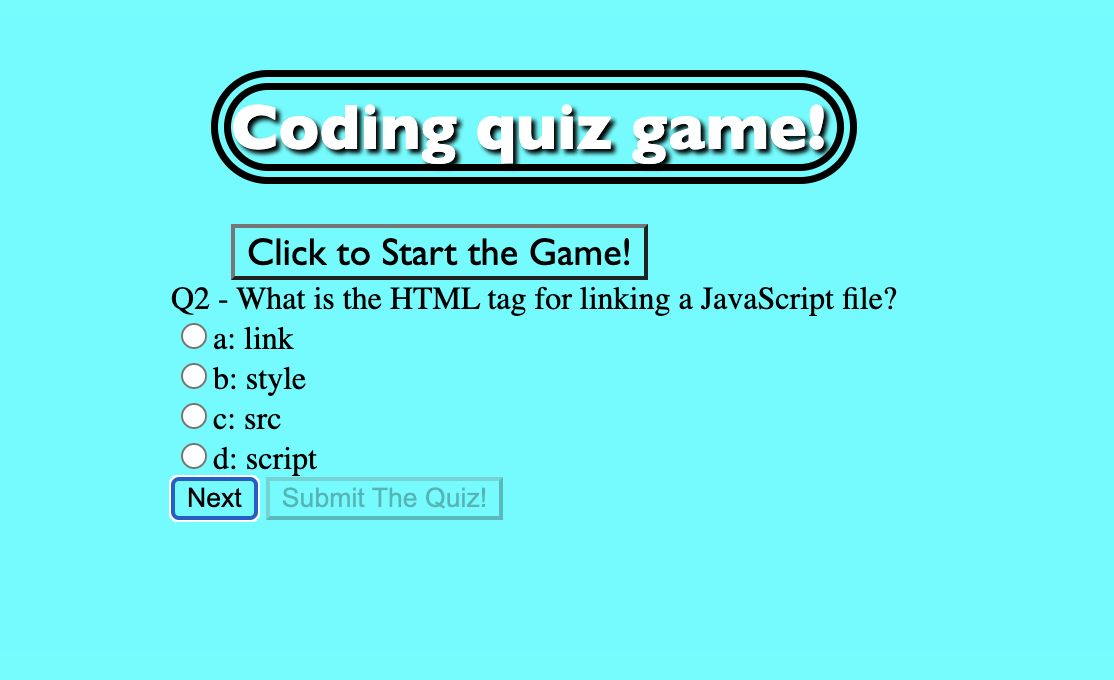 Coding quiz game!
Click to Start the Game!
Q2 - What is the HTML tag for linking a JavaScript file?
a: link
b: style
c: src
d: script
Next Submit The Quiz!